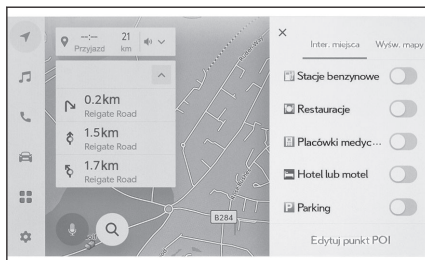 --:--
21
Przyjazd
km
0.2km
Reigate Road
1.5km
Reigate Road
1.7km
Reigate Road
B284
Inter. miejsca
Wyśw. mapy
Stacje benzynowe
Restauracje
Placówki medyc...
Hotel lub motel
Parking
Edytuj punkt POI